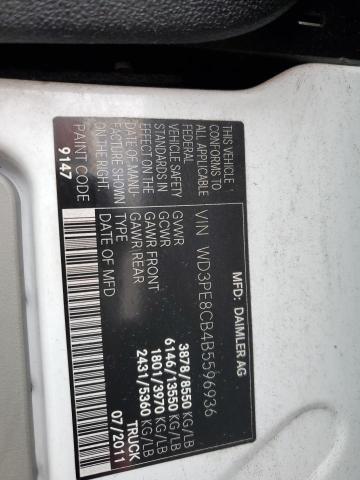 MFD: DAIMLER AG
VIN WD3PE8CB4B5596936
THIS VEHICLE
CONFORMS TO
ALL APPLICABLE
FEDERAL
VEHICLE SAFETY
STANDARDS IN
EFFECT ON THE
DATE OF MANU-
FACTURE SHOWN
ON THE RIGHT.
PAINT CODE
9147
GVWR 3878/8550 KG/LB
GCWR 6146/13550 KG/LB
GAWR FRONT 1801/3970 KG/LB
GAWR REAR 2431/5360 KG/LB
TYPE TRUCK
DATE OF MFD 07/2011